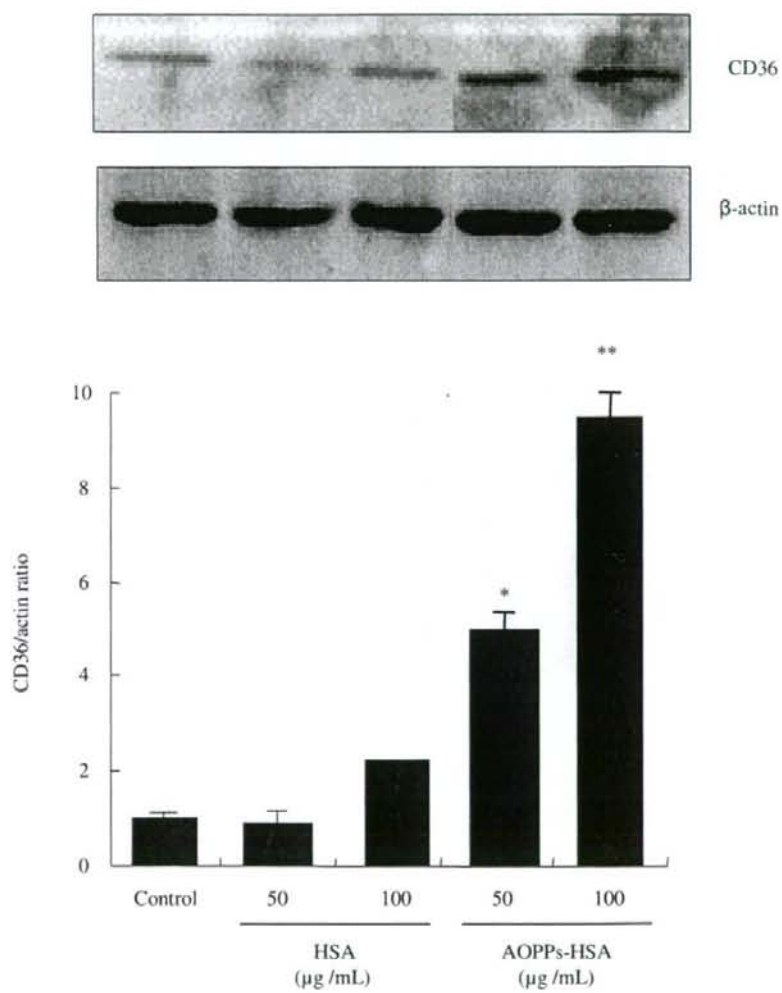 CD36
β-actin
**
10
8
6
4
2
0
*
CD36/actin ratio
Control 50 100 50 100
HSA AOPPs-HSA
(µg /mL) (µg /mL)